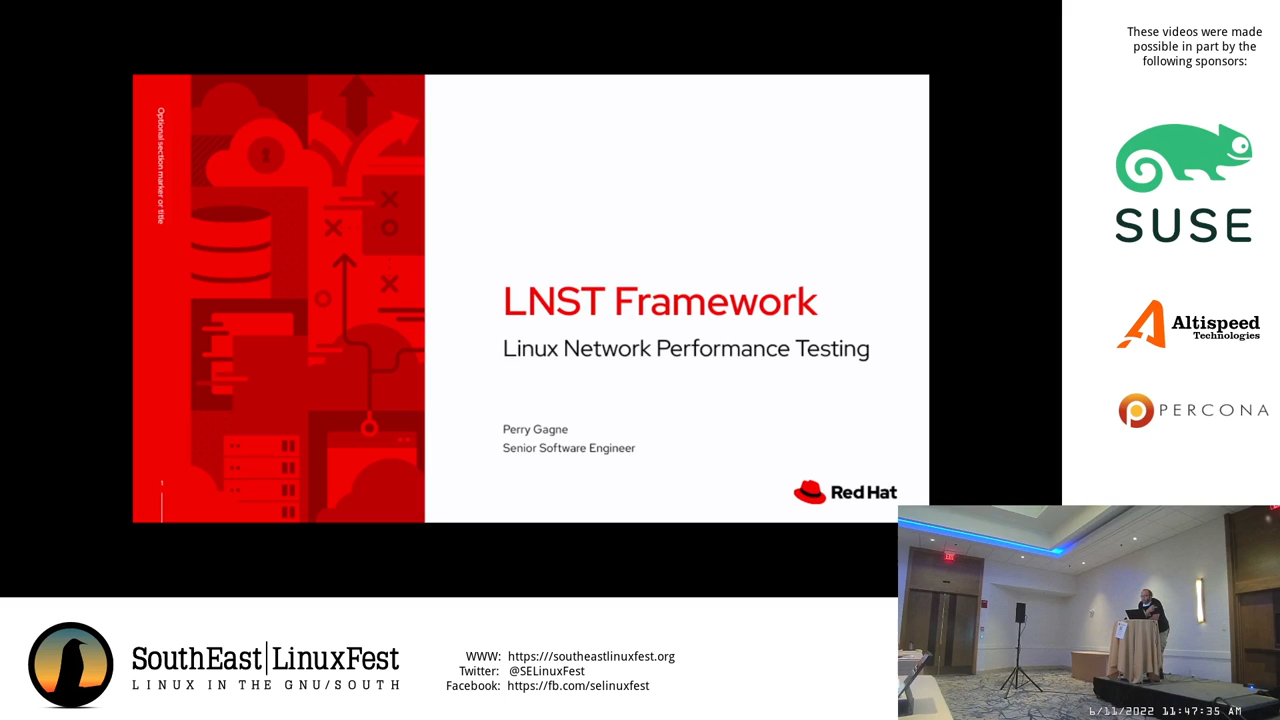 These videos were made
possible in part by the
following sponsors:
SUSE
Altispeed
Technologies
PERCONA
Optional section marker or title
1
LNST Framework
Linux Network Performance Testing
Perry Gagne
Senior Software Engineer
Red Hat
EXIT
6/11/2022 11:47:35 AM
SouthEast|LinuxFest
LINUX IN THE GNU/SOUTH
WWW: https:///southeastlinuxfest.org
Twitter: @SELinuxFest
Facebook: https://fb.com/selinuxfest